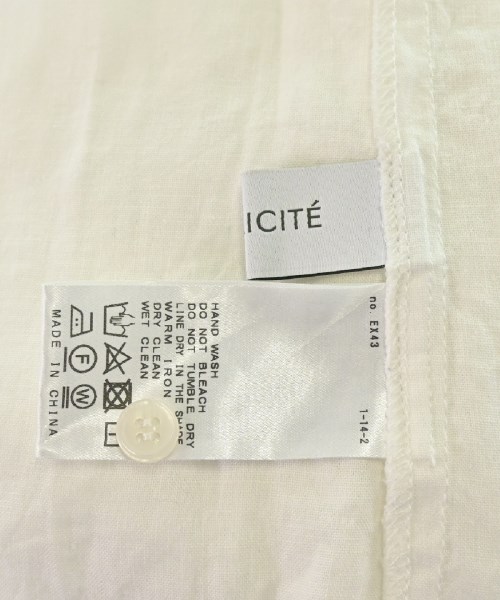 ICITÉ
no. EX43
1-14-2
HAND WASH
DO NOT BLEACH
DO NOT TUMBLE DRY
LINE DRY IN THE SHADE
WARM IRON
DRY CLEAN
WET CLEAN
F
W
MADE IN CHINA